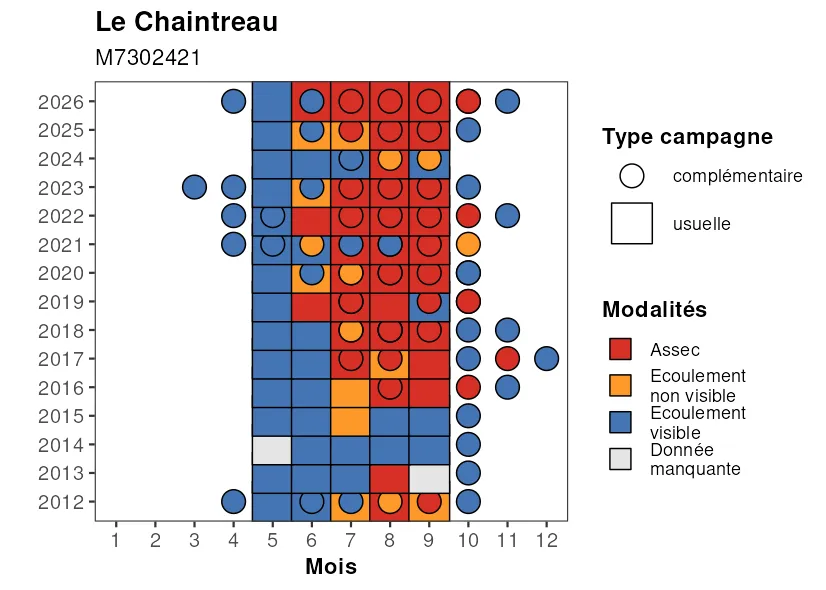 Le Chaintreau
M7302421
2026
2025
2024
2023
2022
2021
2020
2019
2018
2017
2016
2015
2014
2013
2012
1 2 3 4 5 6 7 8 9 10 11 12
Mois
Type campagne
complémentaire
usuelle
Modalités
Assec
Ecoulement
non visible
Ecoulement
visible
Donnée
manquante